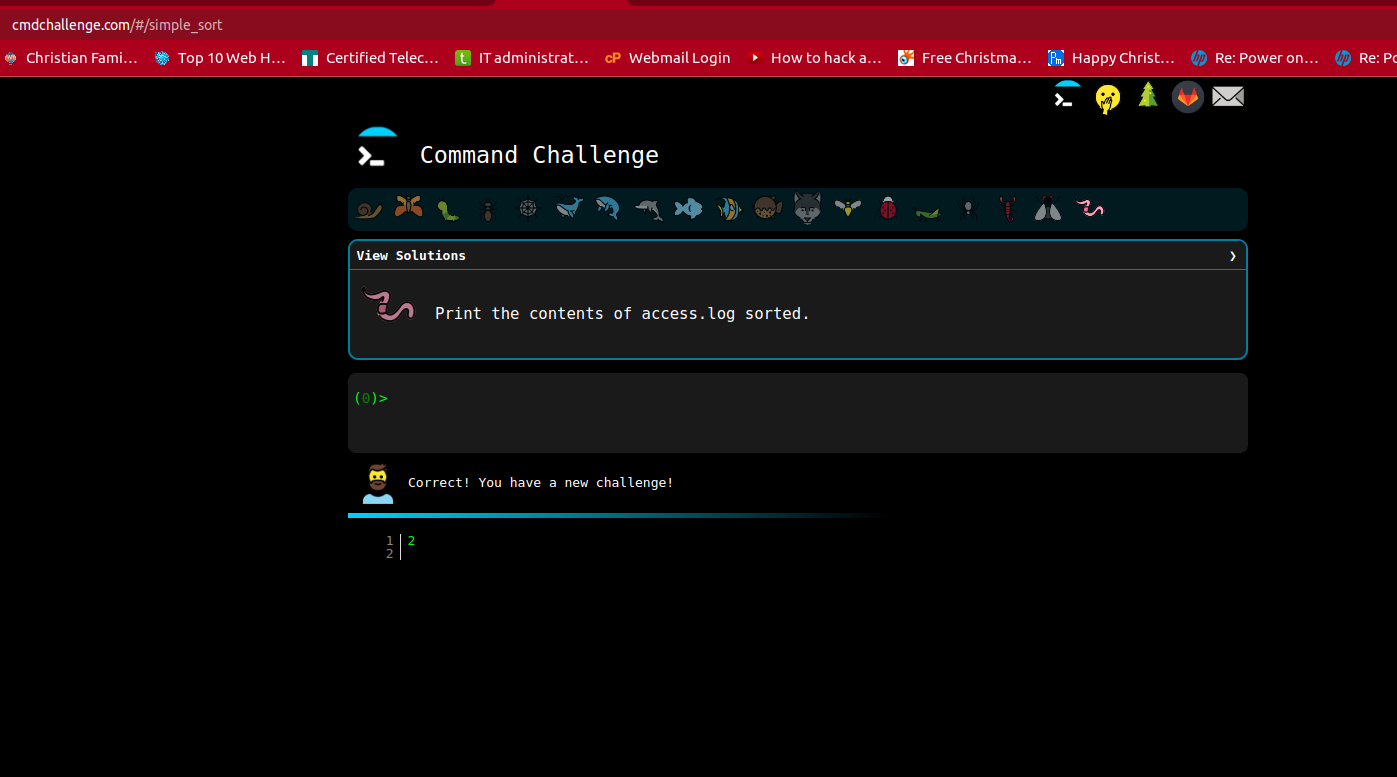 cmdchallenge.com/#/simple_sort
Christian Fami... Top 10 Web H... Certified Telec... IT administrat... cP Webmail Login How to hack a... Free Christma... Happy Christ... Re: Power on... Re: Po
Command Challenge
View Solutions ❯
Print the contents of access.log sorted.
(0)>
Correct! You have a new challenge!
1 2
2